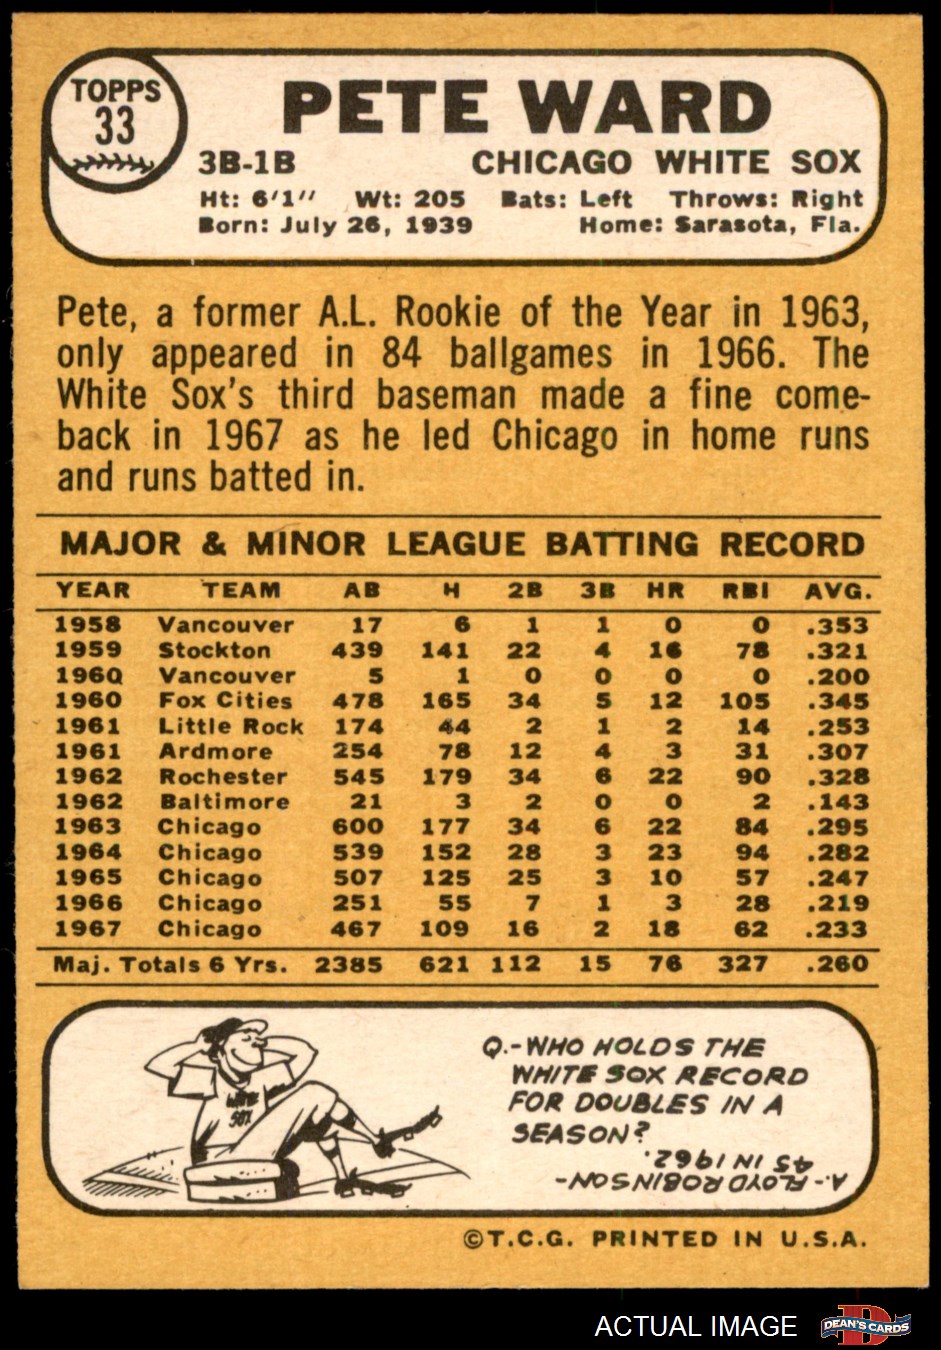 TOPPS
33
PETE WARD
3B-1B CHICAGO WHITE SOX
Ht: 6'1" Wt: 205 Bats: Left Throws: Right
Born: July 26, 1939 Home: Sarasota, Fla.
Pete, a former A.L. Rookie of the Year in 1963,
only appeared in 84 ballgames in 1966. The
White Sox's third baseman made a fine come-
back in 1967 as he led Chicago in home runs
and runs batted in.
MAJOR & MINOR LEAGUE BATTING RECORD
YEAR TEAM AB H 2B 3B HR RBI AVG.
1958 Vancouver 17 6 1 1 0 0 .353
1959 Stockton 439 141 22 4 16 78 .321
1960 Vancouver 5 1 0 0 0 0 .200
1960 Fox Cities 478 165 34 5 12 105 .345
1961 Little Rock 174 44 2 1 2 14 .253
1961 Ardmore 254 78 12 4 3 31 .307
1962 Rochester 545 179 34 6 22 90 .328
1962 Baltimore 21 3 2 0 0 2 .143
1963 Chicago 600 177 34 6 22 84 .295
1964 Chicago 539 152 28 3 23 94 .282
1965 Chicago 507 125 25 3 10 57 .247
1966 Chicago 251 55 7 1 3 28 .219
1967 Chicago 467 109 16 2 18 62 .233
Maj. Totals 6 Yrs. 2385 621 112 15 76 327 .260
WHITE
SOX
Q.-WHO HOLDS THE
WHITE SOX RECORD
FOR DOUBLES IN A
SEASON?
A.-FLOYD ROBINSON-
45 IN 1962.
©T.C.G. PRINTED IN U.S.A.
ACTUAL IMAGE
D
DEAN'S CARDS